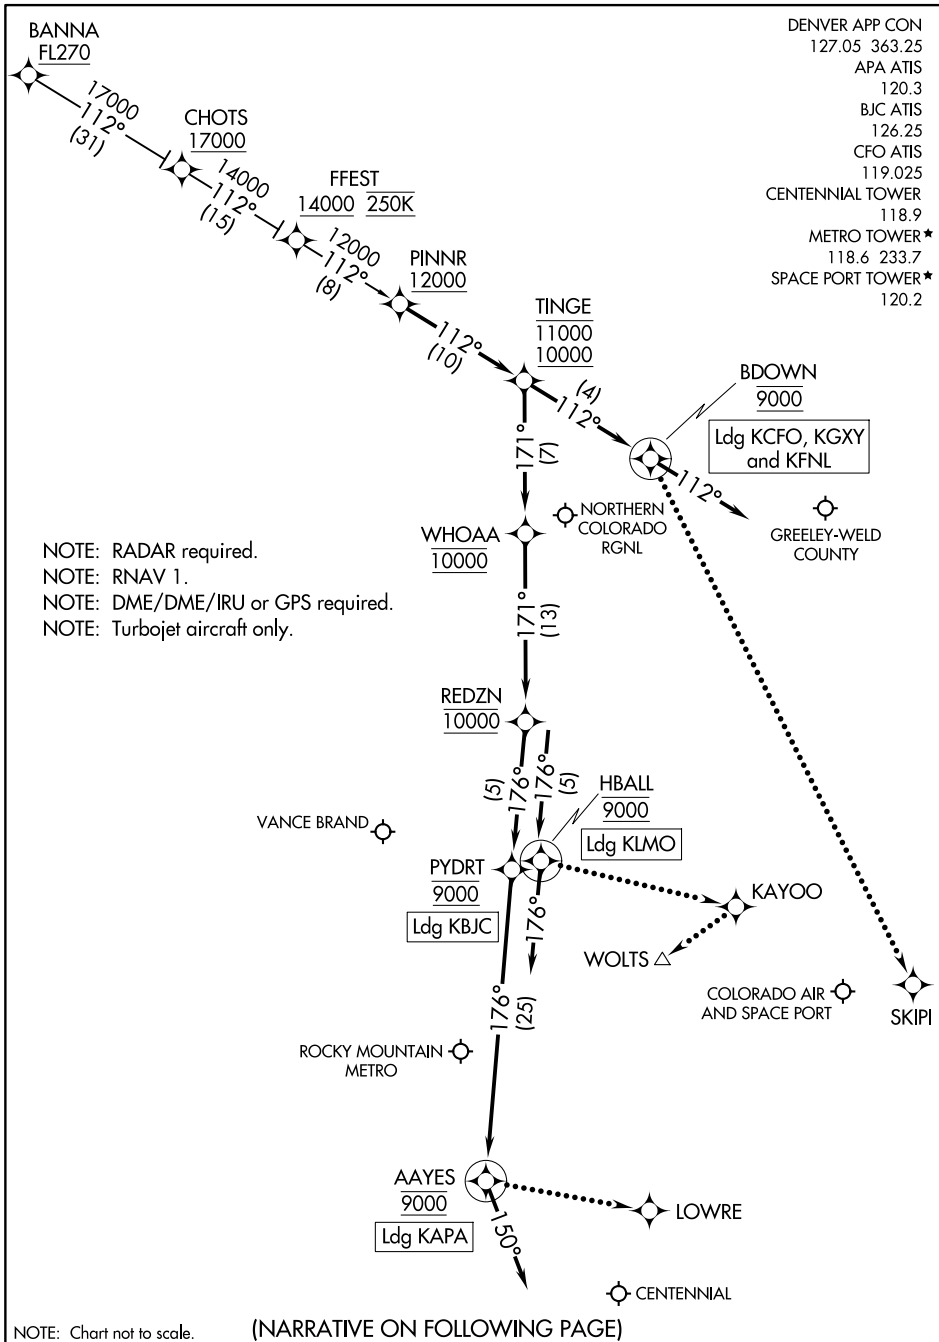 BANNA
FL270
17000
112°
(31)
CHOTS
17000
14000
112°
(15)
FFEST
14000 250K
12000
112°
(8)
PINNR
12000
112°
(10)
TINGE
11000
10000
(4)
112°
BDOWN
9000
Ldg KCFO, KGXY
and KFNL
112°
DENVER APP CON
127.05 363.25
APA ATIS
120.3
BJC ATIS
126.25
CFO ATIS
119.025
CENTENNIAL TOWER
118.9
METRO TOWER★
118.6 233.7
SPACE PORT TOWER★
120.2
171°
(7)
NORTHERN
COLORADO
RGNL
GREELEY-WELD
COUNTY
WHOAA
10000
NOTE: RADAR required.
NOTE: RNAV 1.
NOTE: DME/DME/IRU or GPS required.
NOTE: Turbojet aircraft only.
171°
(13)
REDZN
10000
(5)
176°
176°
(5)
HBALL
9000
Ldg KLMO
VANCE BRAND
PYDRT
9000
Ldg KBJC
176°
KAYOO
WOLTS
COLORADO AIR
AND SPACE PORT
SKIPI
176°
(25)
ROCKY MOUNTAIN
METRO
AAYES
9000
Ldg KAPA
150°
LOWRE
CENTENNIAL
NOTE: Chart not to scale.
(NARRATIVE ON FOLLOWING PAGE)